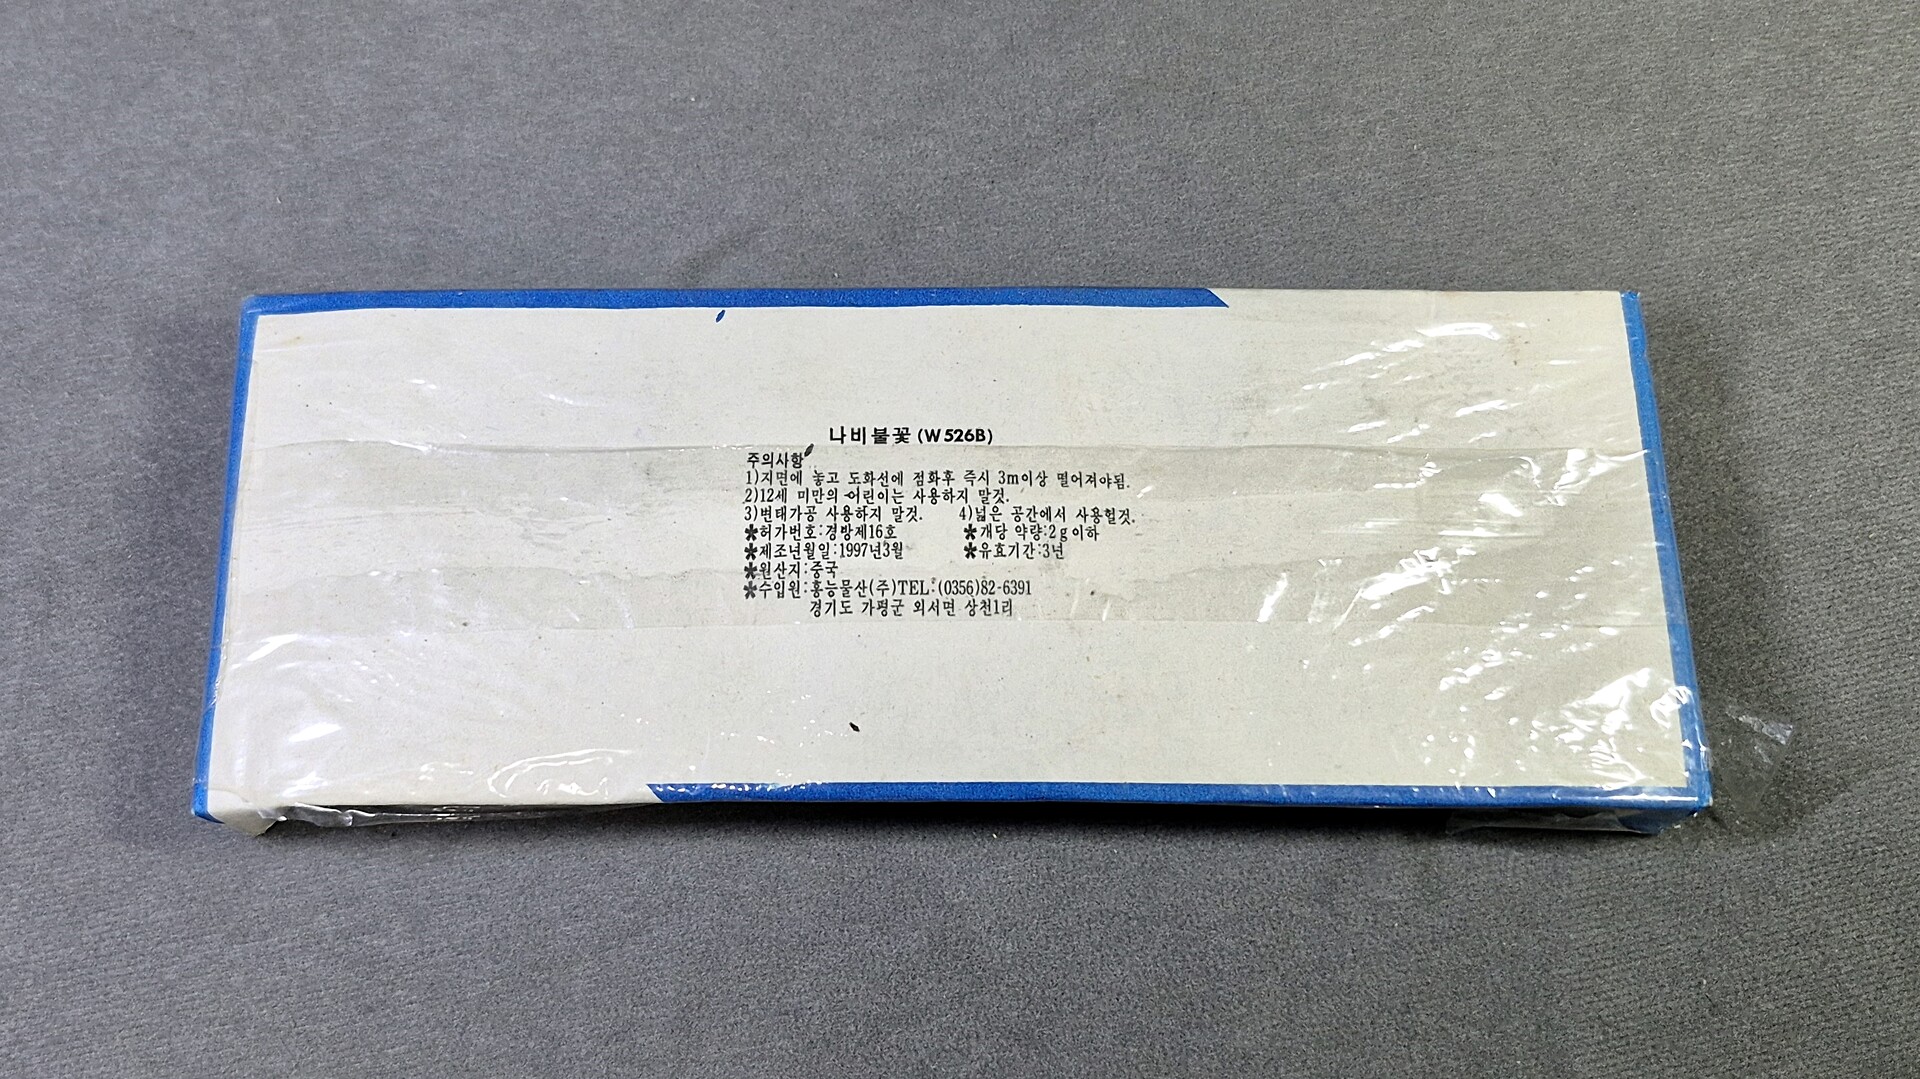 나비불꽃 (W 526B)
주의사항
1)지면에 놓고 도화선에 점화후 즉시 3m이상 떨어져야됨.
2)12세 미만의 어린이는 사용하지 말것.
3)변태가공 사용하지 말것. 4)넓은 공간에서 사용헐것.
✱허가번호:경방제16호 ✱개당 약량:2g이하
✱제조년월일:1997년3월 ✱유효기간:3년
✱원산지:중국
✱수입원:홍능물산(주)TEL:(0356)82-6391
경기도 가평군 외서면 상천1리